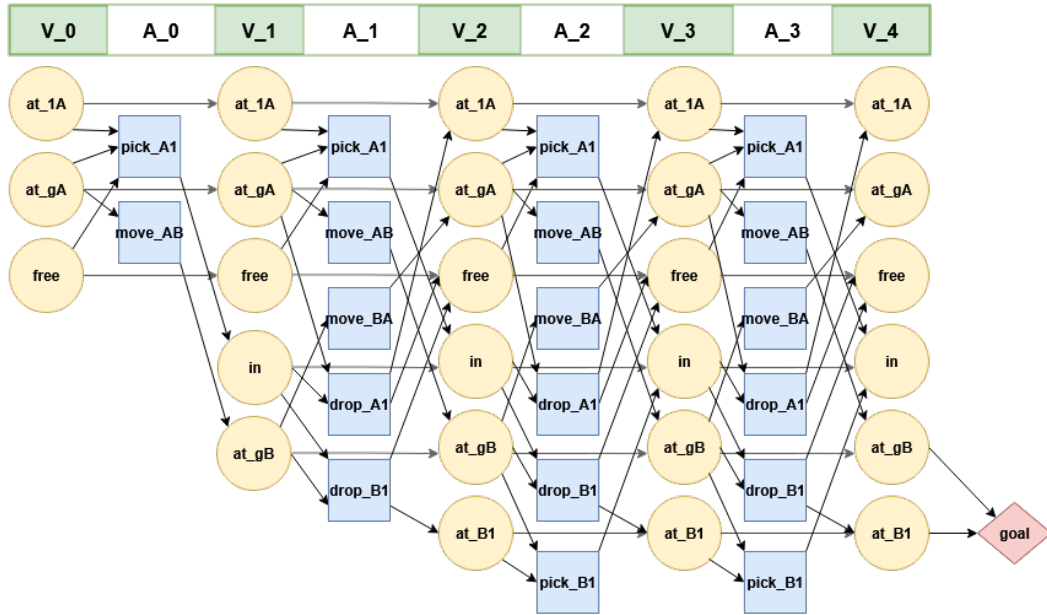 V_0 A_0 V_1 A_1 V_2 A_2 V_3 A_3 V_4
at_1A at_1A at_1A at_1A at_1A
pick_A1 pick_A1 pick_A1 pick_A1
at_gA at_gA at_gA at_gA at_gA
move_AB move_AB move_AB move_AB
free free free free free
move_BA move_BA move_BA
in in in in
drop_A1 drop_A1 drop_A1
at_gB at_gB at_gB at_gB
drop_B1 drop_B1 drop_B1
at_B1 at_B1 at_B1 goal
pick_B1 pick_B1